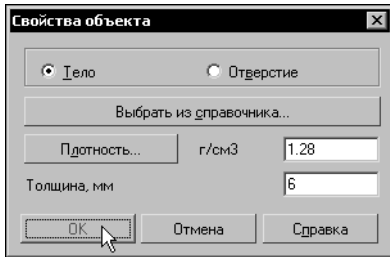 Свойства объекта
Тело Отверстие
Выбрать из справочника...
Плотность... г/см3 1.28
Толщина, мм 6
OK Отмена Справка